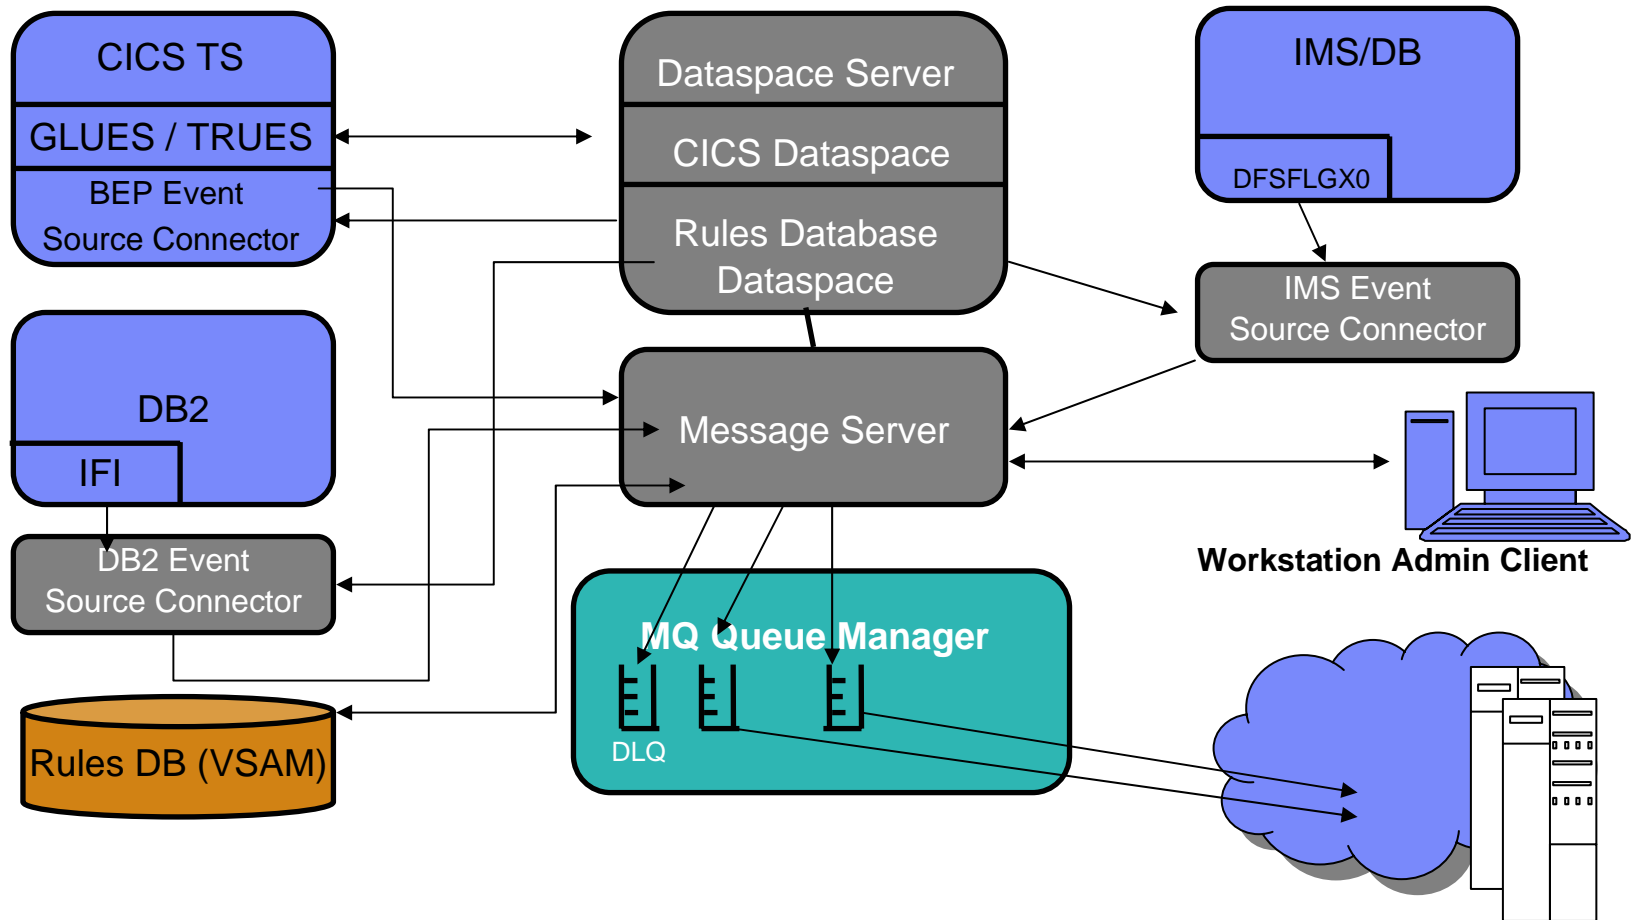 CICS TS
GLUES / TRUES
BEP Event
Source Connector
Dataspace Server
CICS Dataspace
Rules Database
Dataspace
IMS/DB
DFSFLGX0
IMS Event
Source Connector
DB2
IFI
Message Server
DB2 Event
Source Connector
Workstation Admin Client
MQ Queue Manager
DLQ
Rules DB (VSAM)